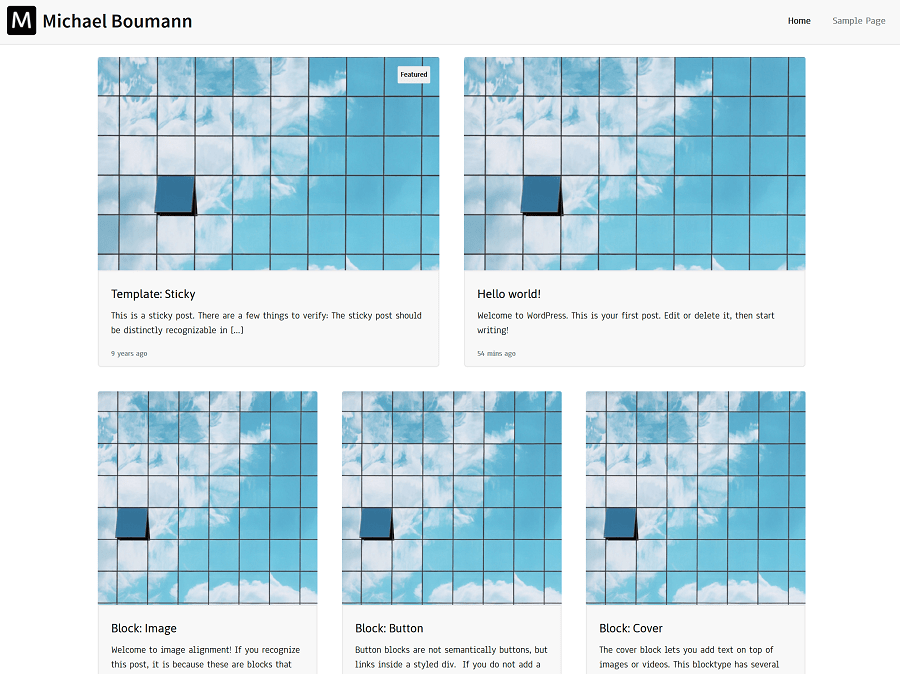 M Michael Boumann
Home
Sample Page
Featured
Template: Sticky
This is a sticky post. There are a few things to verify: The sticky post should
be distinctly recognizable in [...]
9 years ago
Hello world!
Welcome to WordPress. This is your first post. Edit or delete it, then start
writing!
54 mins ago
Block: Image
Welcome to image alignment! If you recognize
this post, it is because these are blocks that
Block: Button
Button blocks are not semantically buttons, but
links inside a styled div. If you do not add a
Block: Cover
The cover block lets you add text on top of
images or videos. This blocktype has several